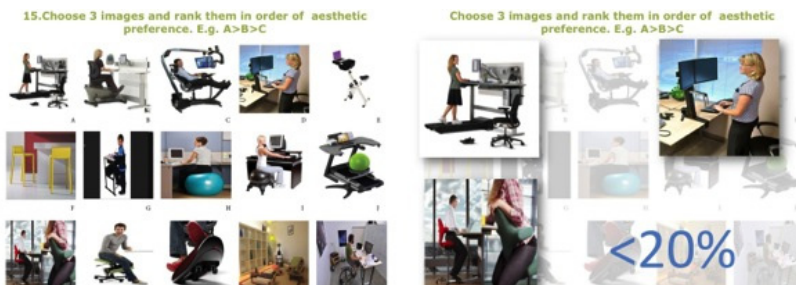 15.Choose 3 images and rank them in order of aesthetic
preference. E.g. A>B>C
A
B
C
D
E
F
G
H
I
J
Choose 3 images and rank them in order of aesthetic
preference. E.g. A>B>C
<20%